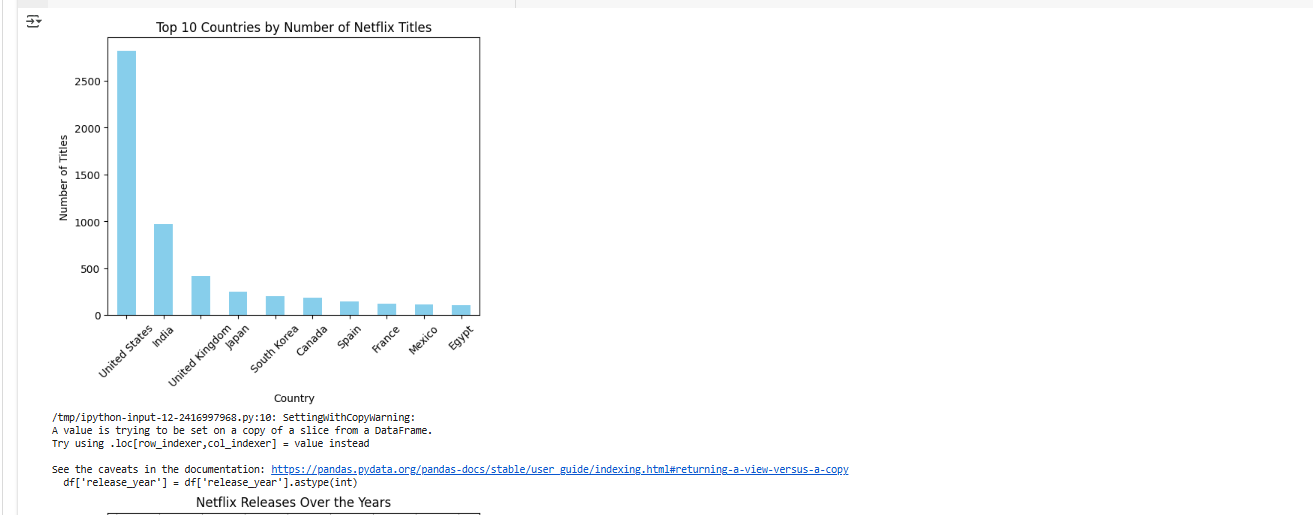 Top 10 Countries by Number of Netflix Titles
2500
2000
1500
1000
500
0
Number of Titles
United States
India
United Kingdom
Japan
South Korea
Canada
Spain
France
Mexico
Egypt
Country
/tmp/ipython-input-12-2416997968.py:10: SettingWithCopyWarning:
A value is trying to be set on a copy of a slice from a DataFrame.
Try using .loc[row_indexer,col_indexer] = value instead
See the caveats in the documentation: https://pandas.pydata.org/pandas-docs/stable/user_guide/indexing.html#returning-a-view-versus-a-copy
df['release_year'] = df['release_year'].astype(int)
Netflix Releases Over the Years